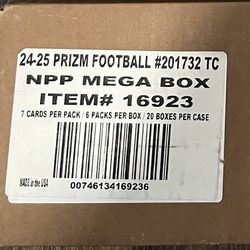 24-25 PRIZM FOOTBALL #201732 TC
NPP MEGA BOX
ITEM# 16923
7 CARDS PER PACK / 6 PACKS PER BOX / 20 BOXES PER CASE
MADE in the USA
00746134169236